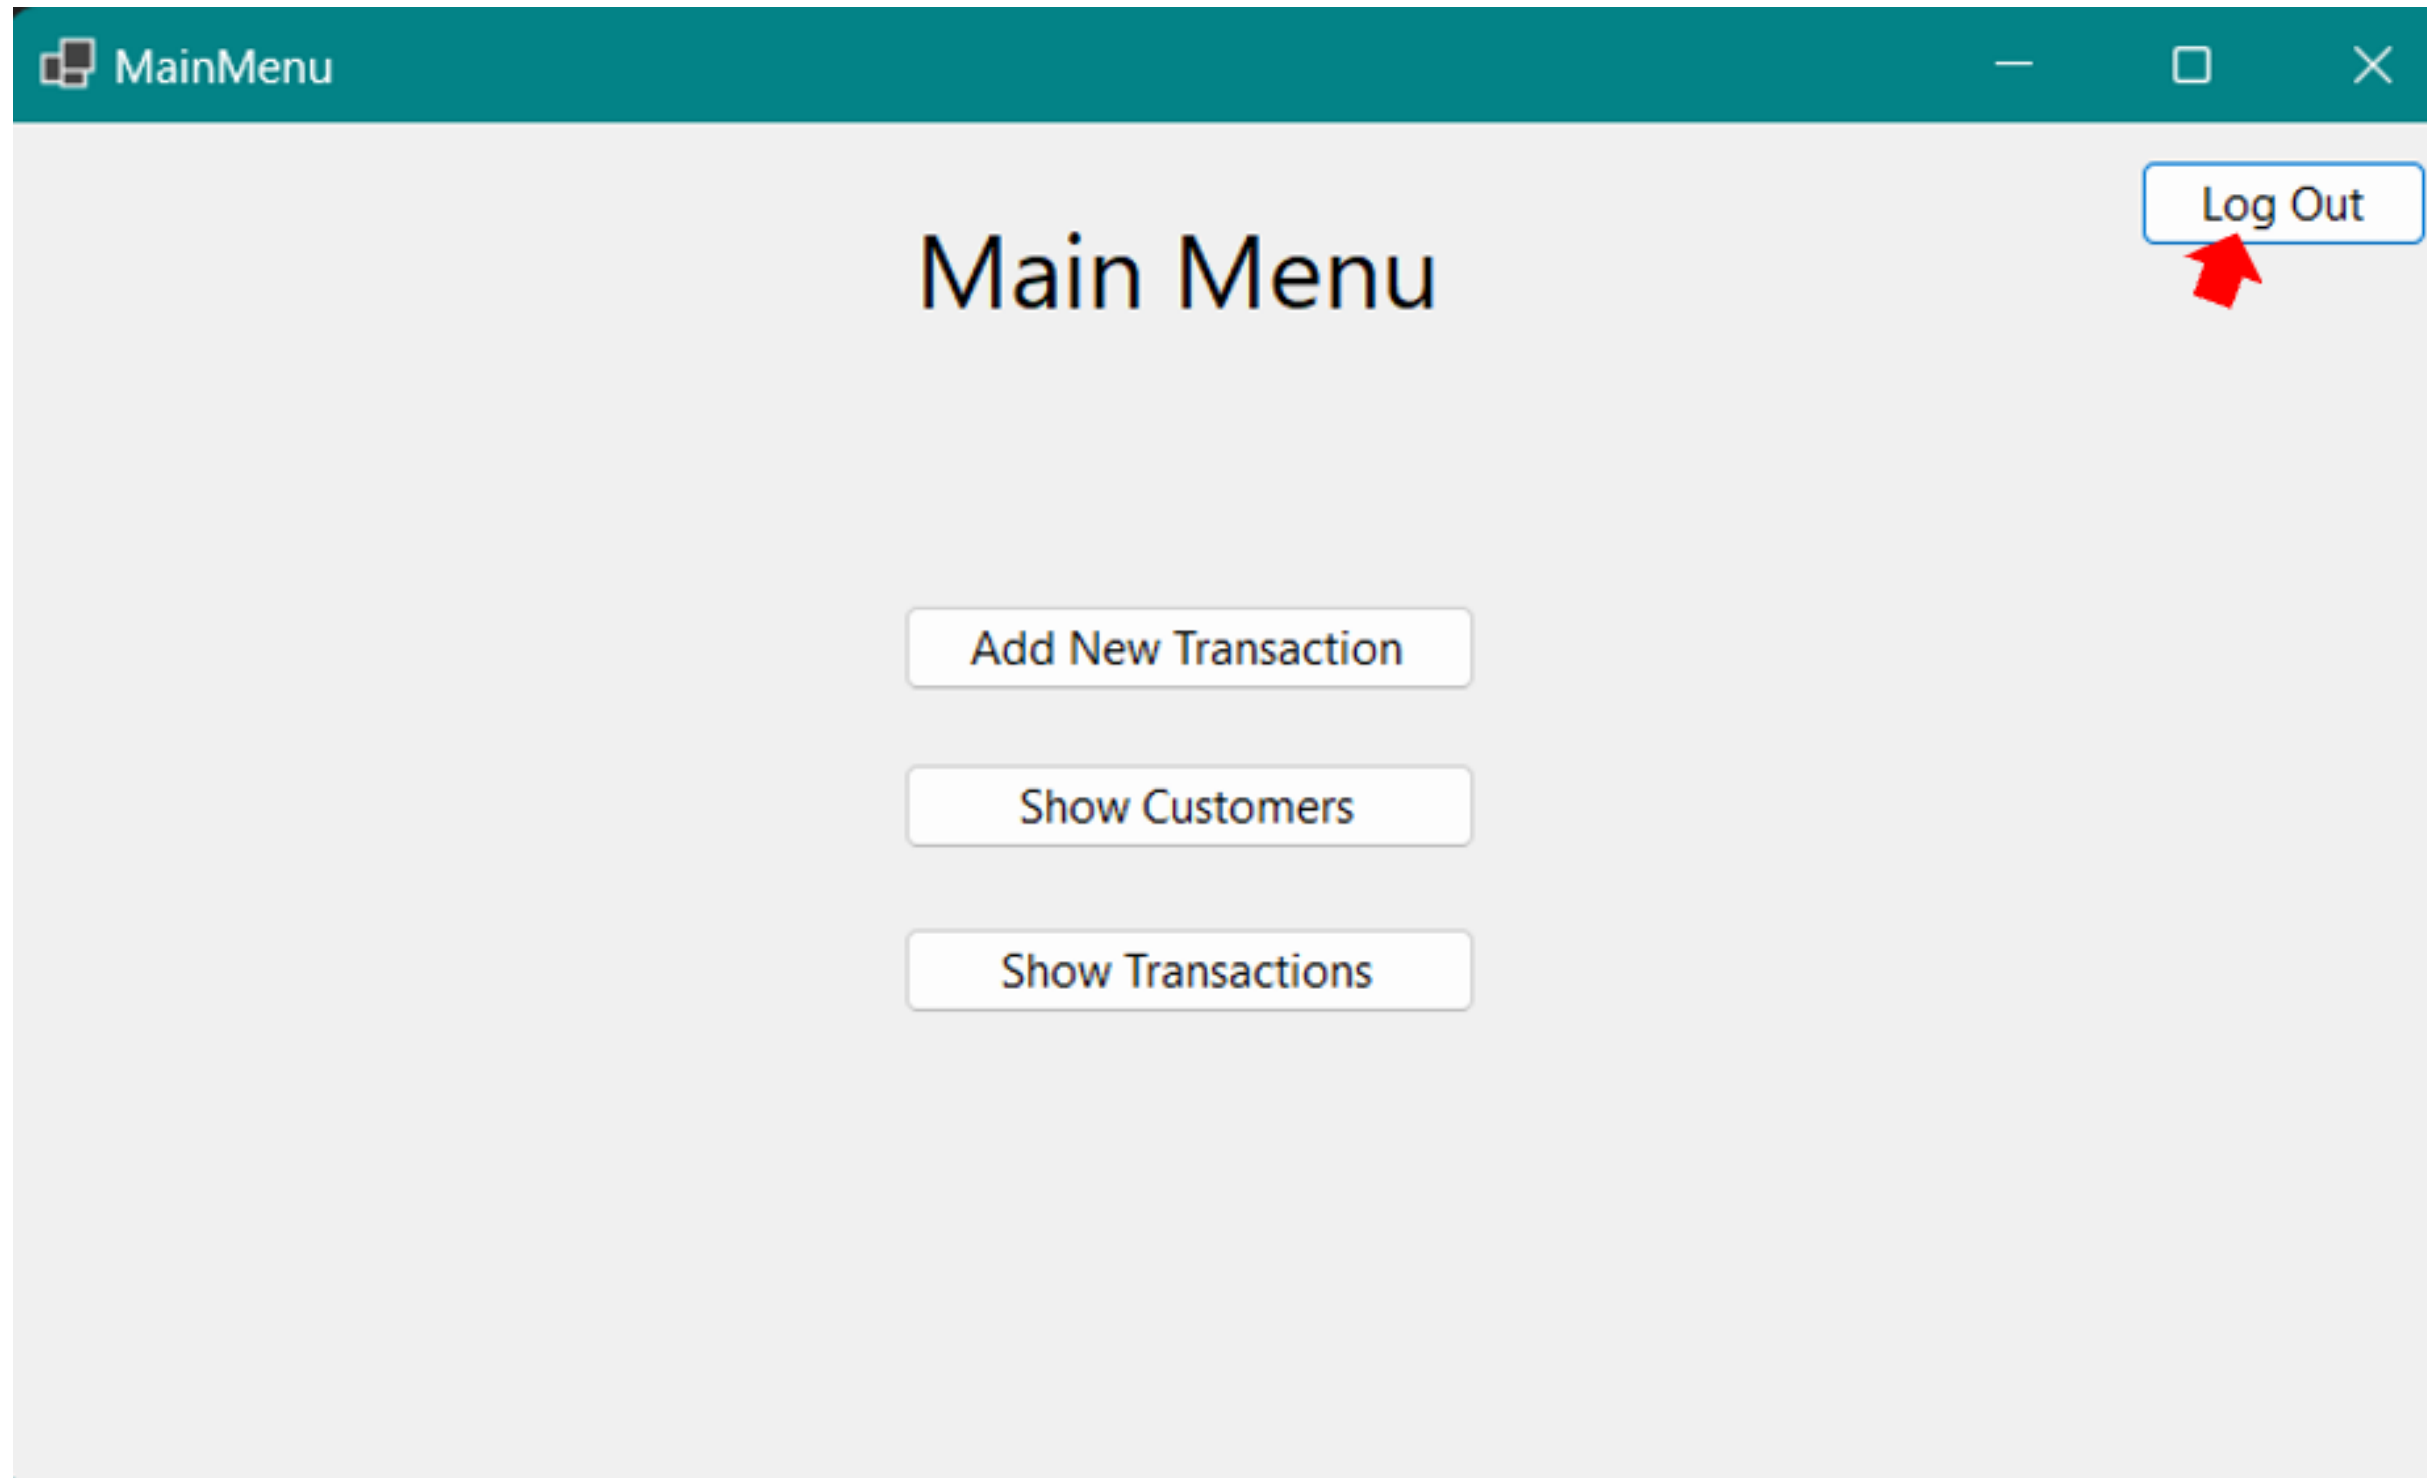 MainMenu
Log Out
Main Menu
Add New Transaction
Show Customers
Show Transactions